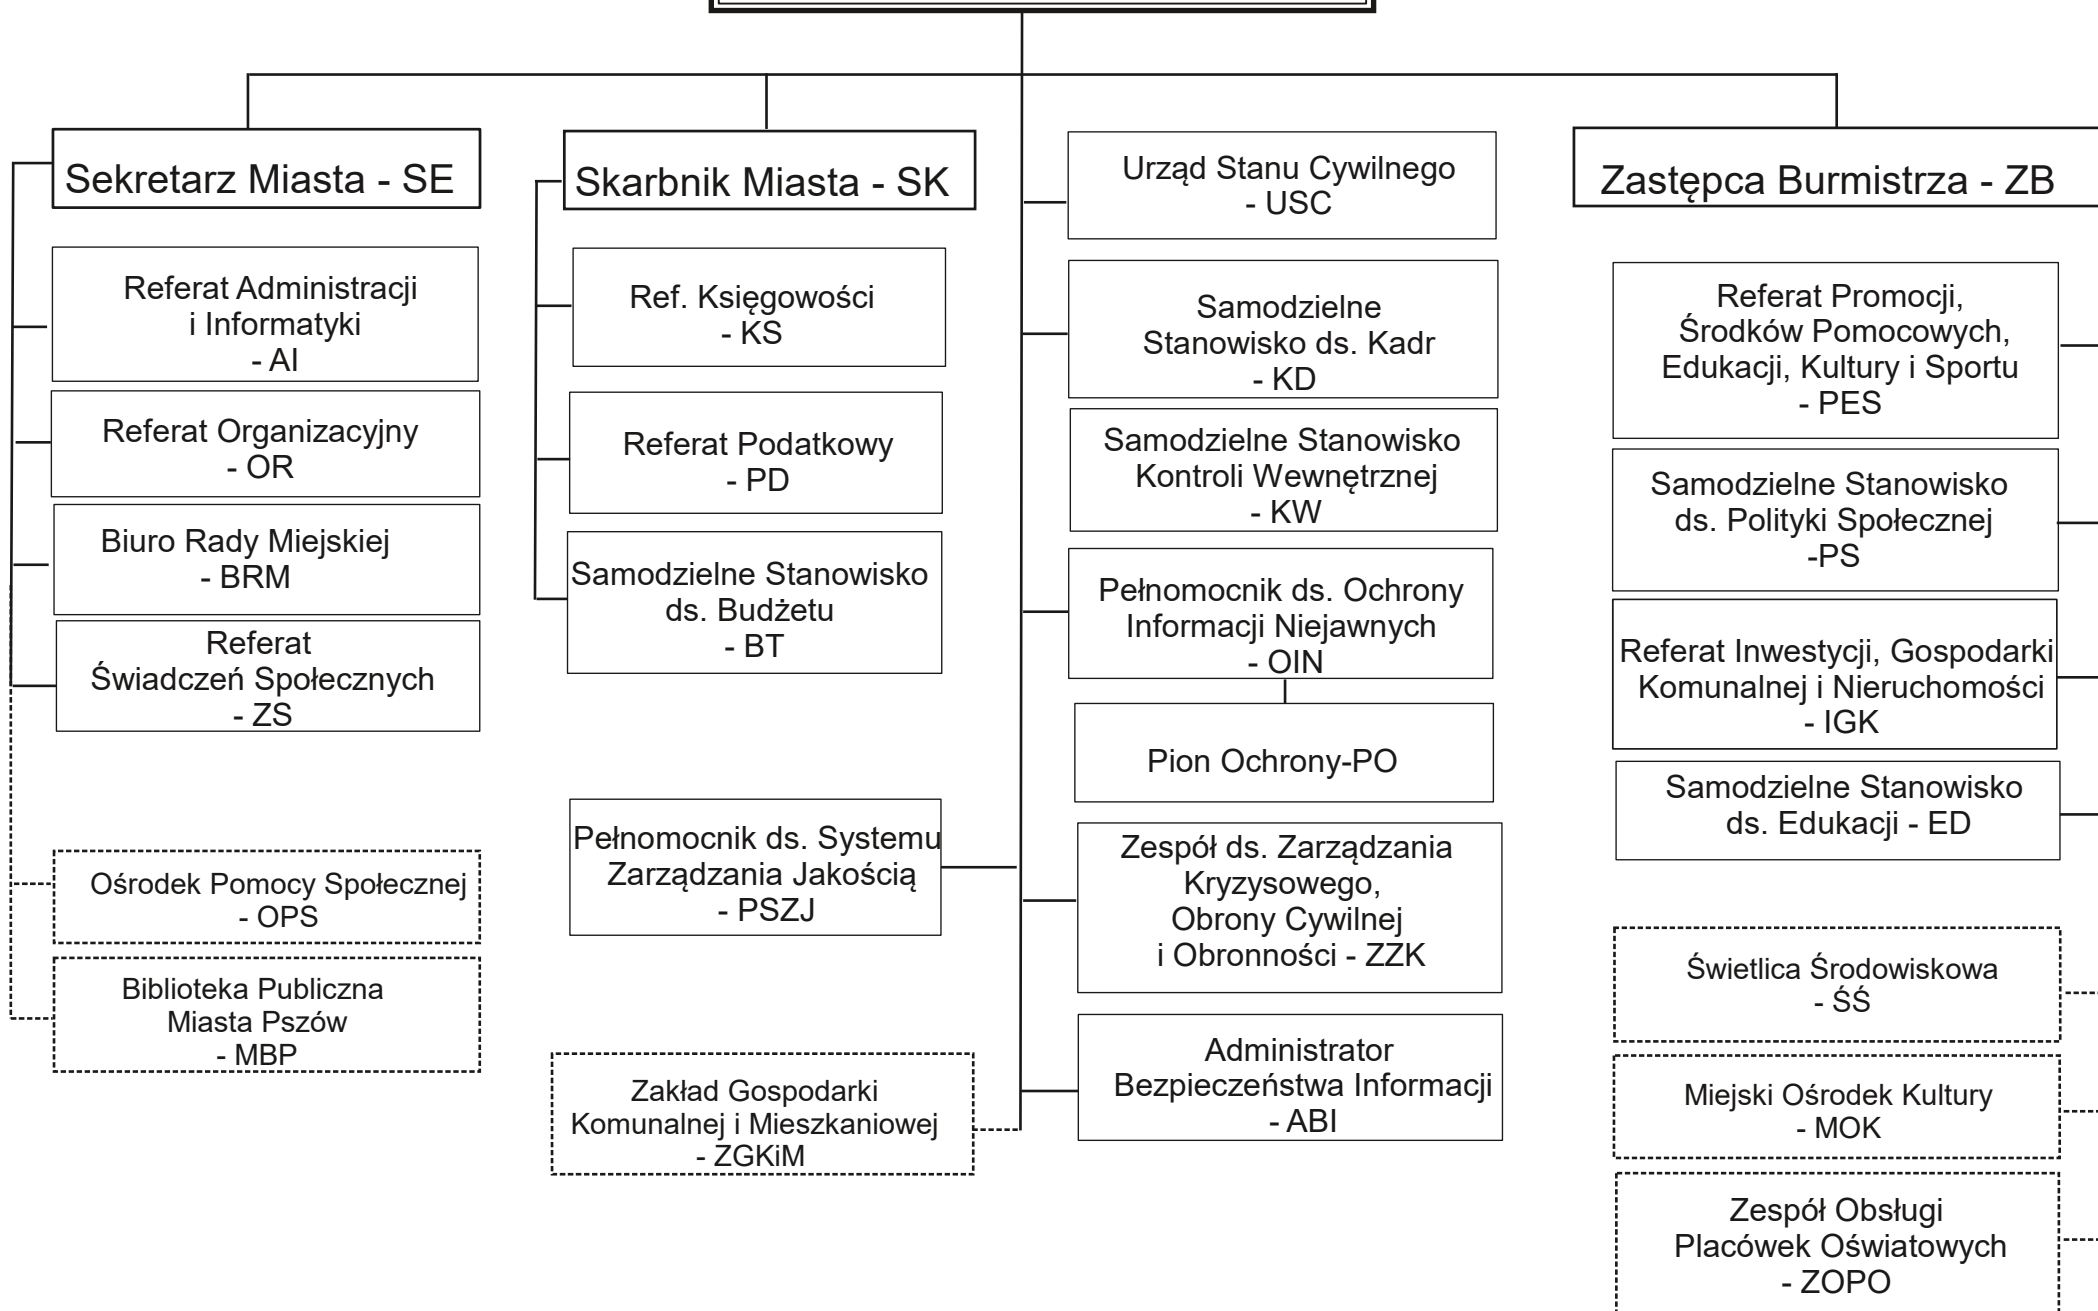 Sekretarz Miasta - SE
Referat Administracji
i Informatyki
- AI
Referat Organizacyjny
- OR
Biuro Rady Miejskiej
- BRM
Referat
Świadczeń Społecznych
- ZS
Ośrodek Pomocy Społecznej
- OPS
Biblioteka Publiczna
Miasta Pszów
- MBP
Skarbnik Miasta - SK
Ref. Księgowości
- KS
Referat Podatkowy
- PD
Samodzielne Stanowisko
ds. Budżetu
- BT
Pełnomocnik ds. Systemu
Zarządzania Jakością
- PSZJ
Zakład Gospodarki
Komunalnej i Mieszkaniowej
- ZGKiM
Urząd Stanu Cywilnego
- USC
Samodzielne
Stanowisko ds. Kadr
- KD
Samodzielne Stanowisko
Kontroli Wewnętrznej
- KW
Pełnomocnik ds. Ochrony
Informacji Niejawnych
- OIN
Pion Ochrony-PO
Zespół ds. Zarządzania
Kryzysowego,
Obrony Cywilnej
i Obronności - ZZK
Administrator
Bezpieczeństwa Informacji
- ABI
Zastępca Burmistrza - ZB
Referat Promocji,
Środków Pomocowych,
Edukacji, Kultury i Sportu
- PES
Samodzielne Stanowisko
ds. Polityki Społecznej
-PS
Referat Inwestycji, Gospodarki
Komunalnej i Nieruchomości
- IGK
Samodzielne Stanowisko
ds. Edukacji - ED
Świetlica Środowiskowa
- ŚŚ
Miejski Ośrodek Kultury
- MOK
Zespół Obsługi
Placówek Oświatowych
- ZOPO